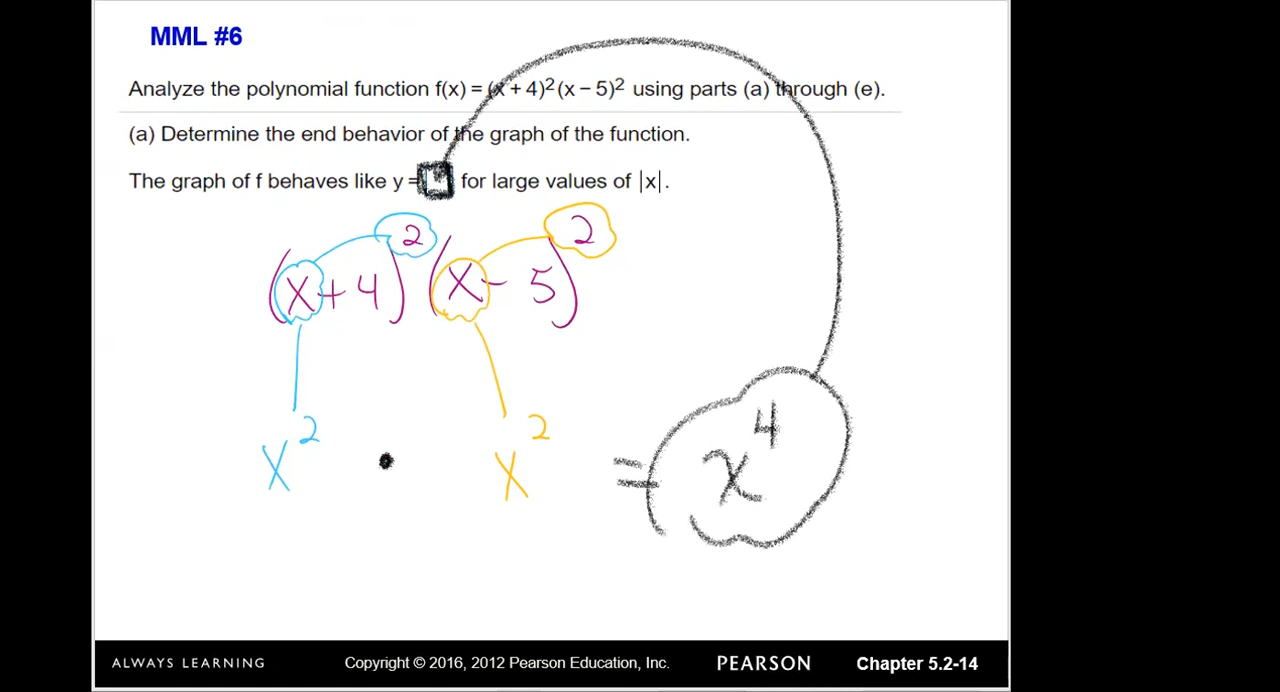 MML #6
Analyze the polynomial function f(x) = (x + 4)² (x − 5)² using parts (a) through (e).
(a) Determine the end behavior of the graph of the function.
The graph of f behaves like y = for large values of |x|.
(x + 4)² (x − 5)²
x² • x² = x⁴
ALWAYS LEARNING Copyright © 2016, 2012 Pearson Education, Inc. PEARSON Chapter 5.2-14